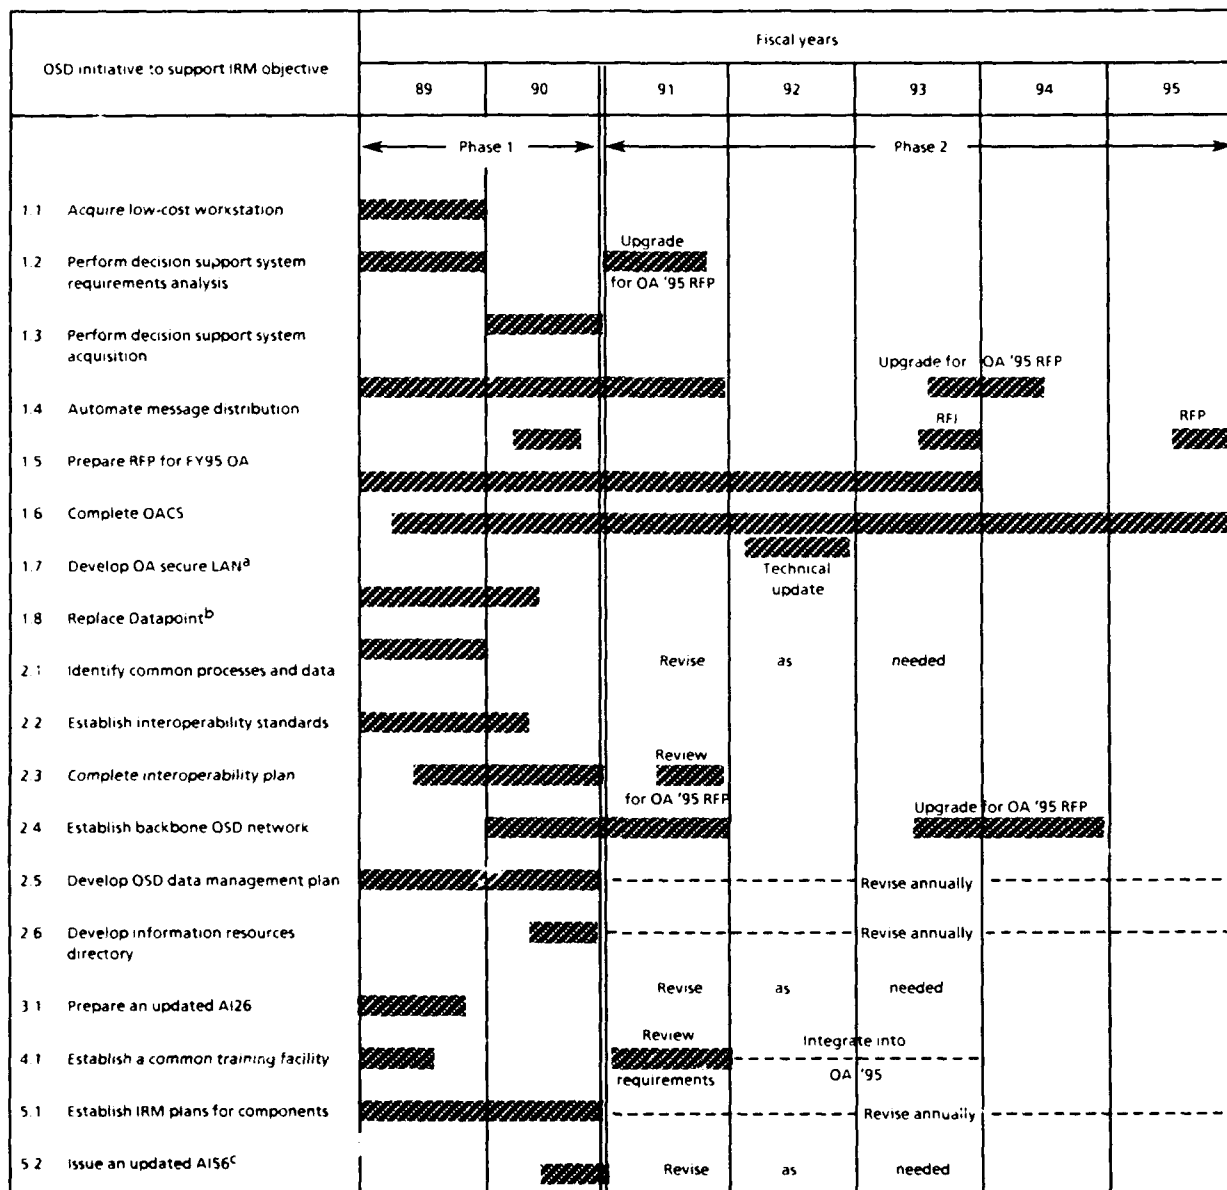 Fiscal years
OSD initiative to support IRM objective
89 90 91 92 93 94 95
Phase 1 Phase 2
1.1 Acquire low-cost workstation
Upgrade
1.2 Perform decision support system
requirements analysis
for OA '95 RFP
1.3 Perform decision support system
acquisition
Upgrade for OA '95 RFP
1.4 Automate message distribution
RFI RFP
1.5 Prepare RFP for FY95 OA
1.6 Complete OACS
1.7 Develop OA secure LANa
Technical
update
1.8 Replace Datapointb
2.1 Identify common processes and data
Revise as needed
2.2 Establish interoperability standards
Review
2.3 Complete interoperability plan
for OA '95 RFP
Upgrade for OA '95 RFP
2.4 Establish backbone OSD network
2.5 Develop OSD data management plan
Revise annually
2.6 Develop information resources
directory
Revise annually
Revise as needed
3.1 Prepare an updated AI26
Review Integrate into
4.1 Establish a common training facility
requirements OA '95
5.1 Establish IRM plans for components
Revise annually
5.2 Issue an updated AI56c
Revise as needed